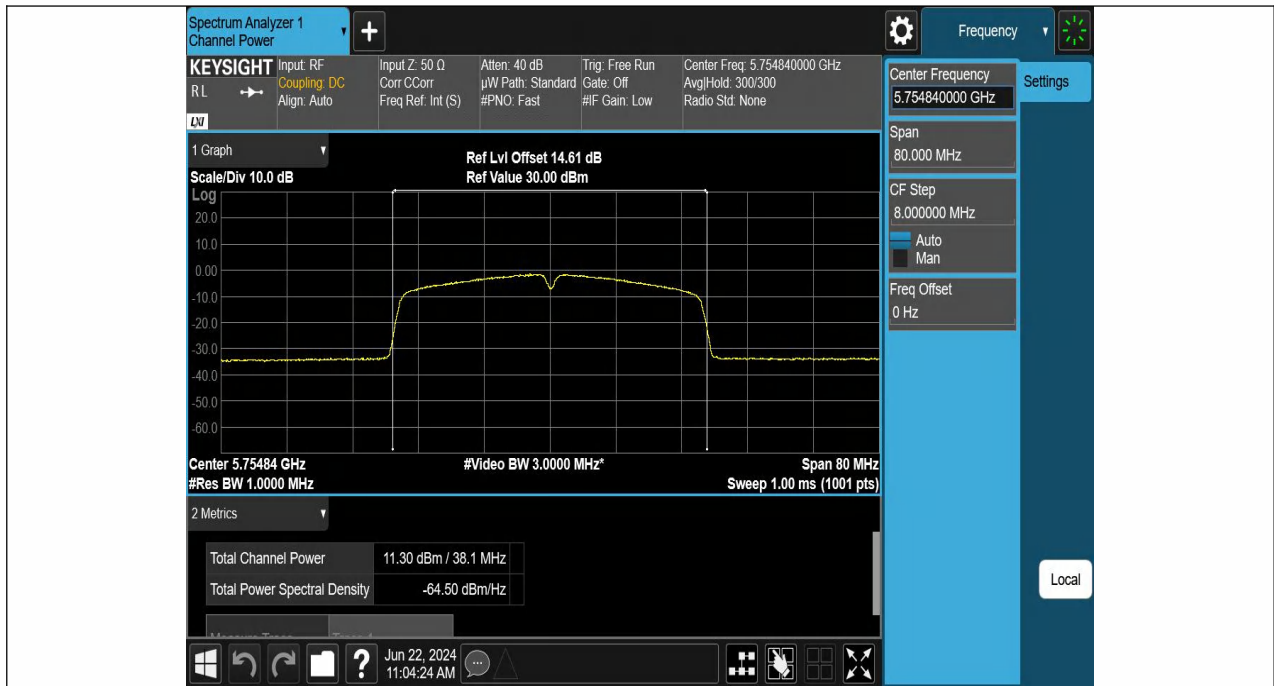 Spectrum Analyzer 1
Channel Power
Frequency
KEYSIGHT
RL
LXI
Input: RF
Coupling: DC
Align: Auto
Input Z: 50 Ω
Corr CCorr
Freq Ref: Int (S)
Atten: 40 dB
µW Path: Standard
#PNO: Fast
Trig: Free Run
Gate: Off
#IF Gain: Low
Center Freq: 5.754840000 GHz
Avg|Hold: 300/300
Radio Std: None
Center Frequency
5.754840000 GHz
Settings
Span
80.000 MHz
CF Step
8.000000 MHz
Auto
Man
Freq Offset
0 Hz
1 Graph
Scale/Div 10.0 dB
Ref Lvl Offset 14.61 dB
Ref Value 30.00 dBm
Log
20.0
10.0
0.00
-10.0
-20.0
-30.0
-40.0
-50.0
-60.0
Center 5.75484 GHz
#Video BW 3.0000 MHz*
Span 80 MHz
#Res BW 1.0000 MHz
Sweep 1.00 ms (1001 pts)
2 Metrics
Total Channel Power 11.30 dBm / 38.1 MHz
Total Power Spectral Density -64.50 dBm/Hz
Local
Jun 22, 2024
11:04:24 AM